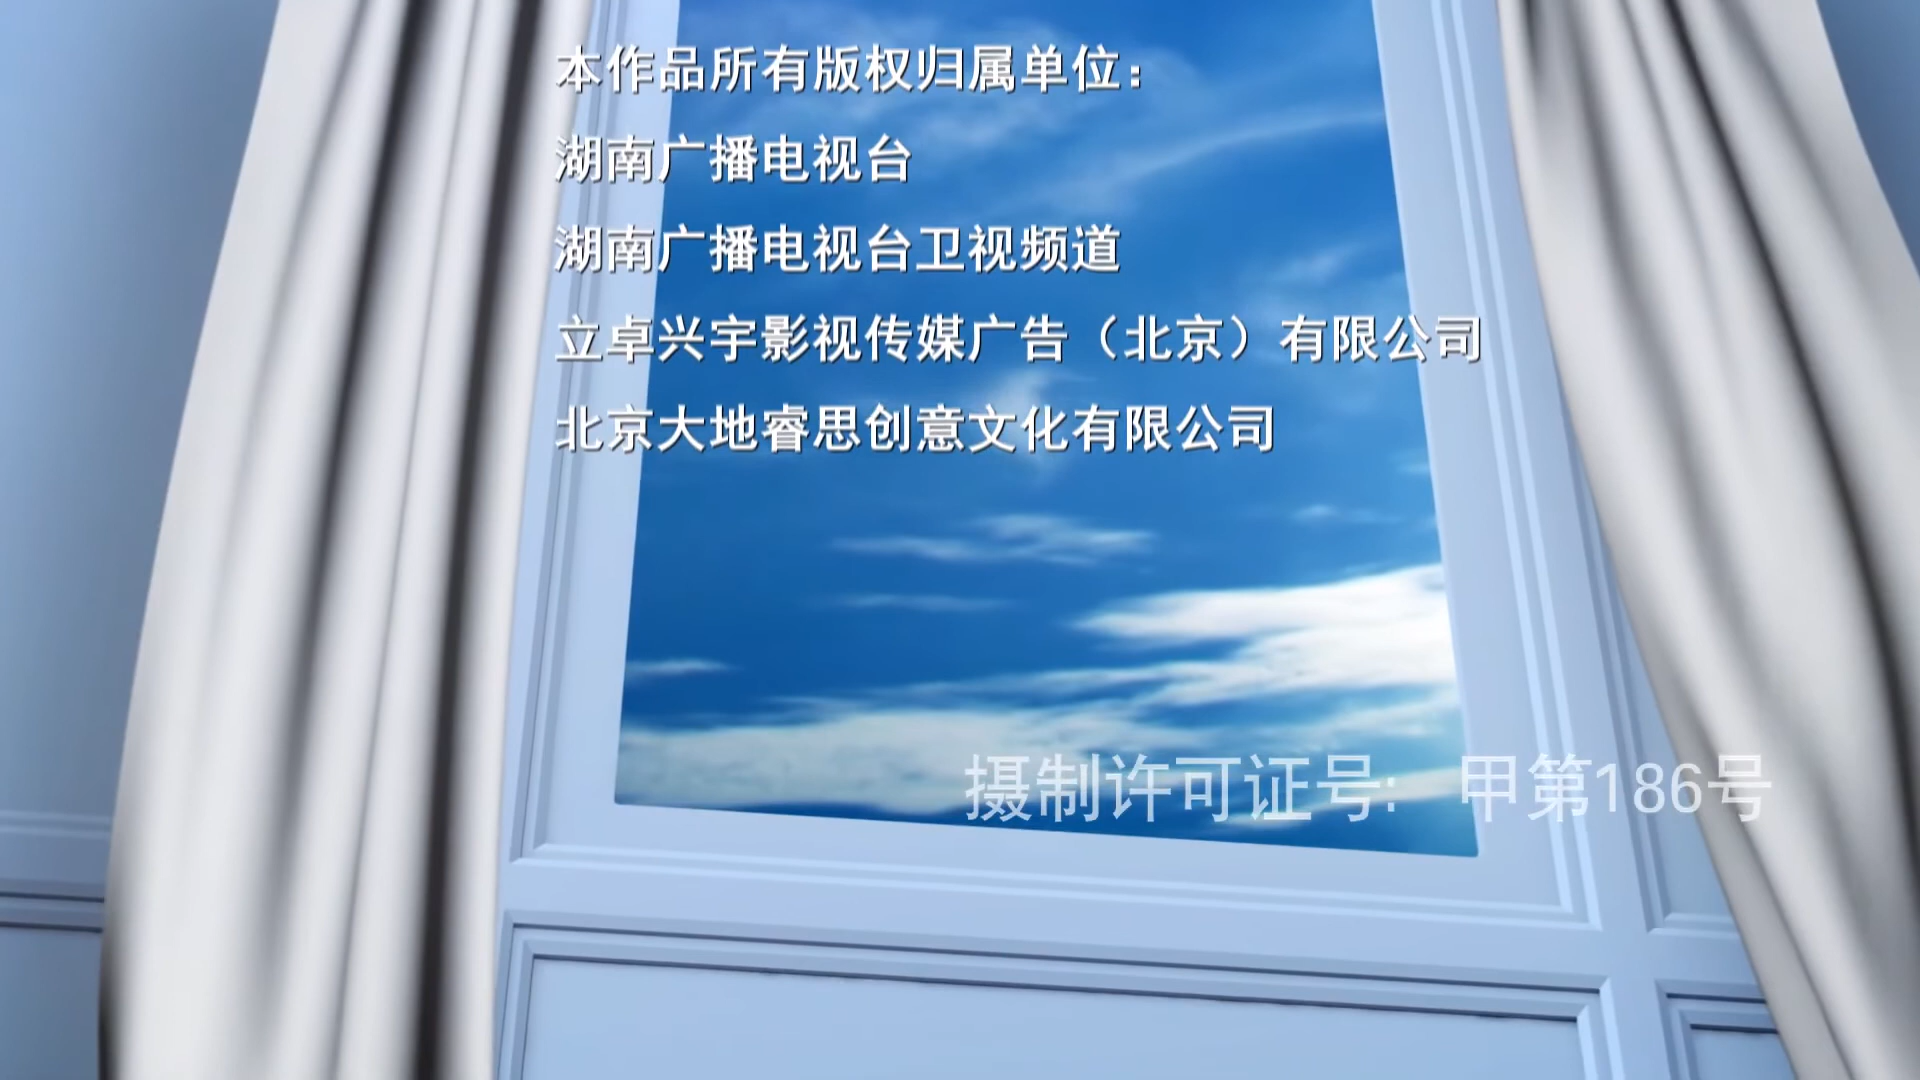 本作品所有版权归属单位：
湖南广播电视台
湖南广播电视台卫视频道
立卓兴宇影视传媒广告（北京）有限公司
北京大地睿思创意文化有限公司
摄制许可证号: 甲第186号